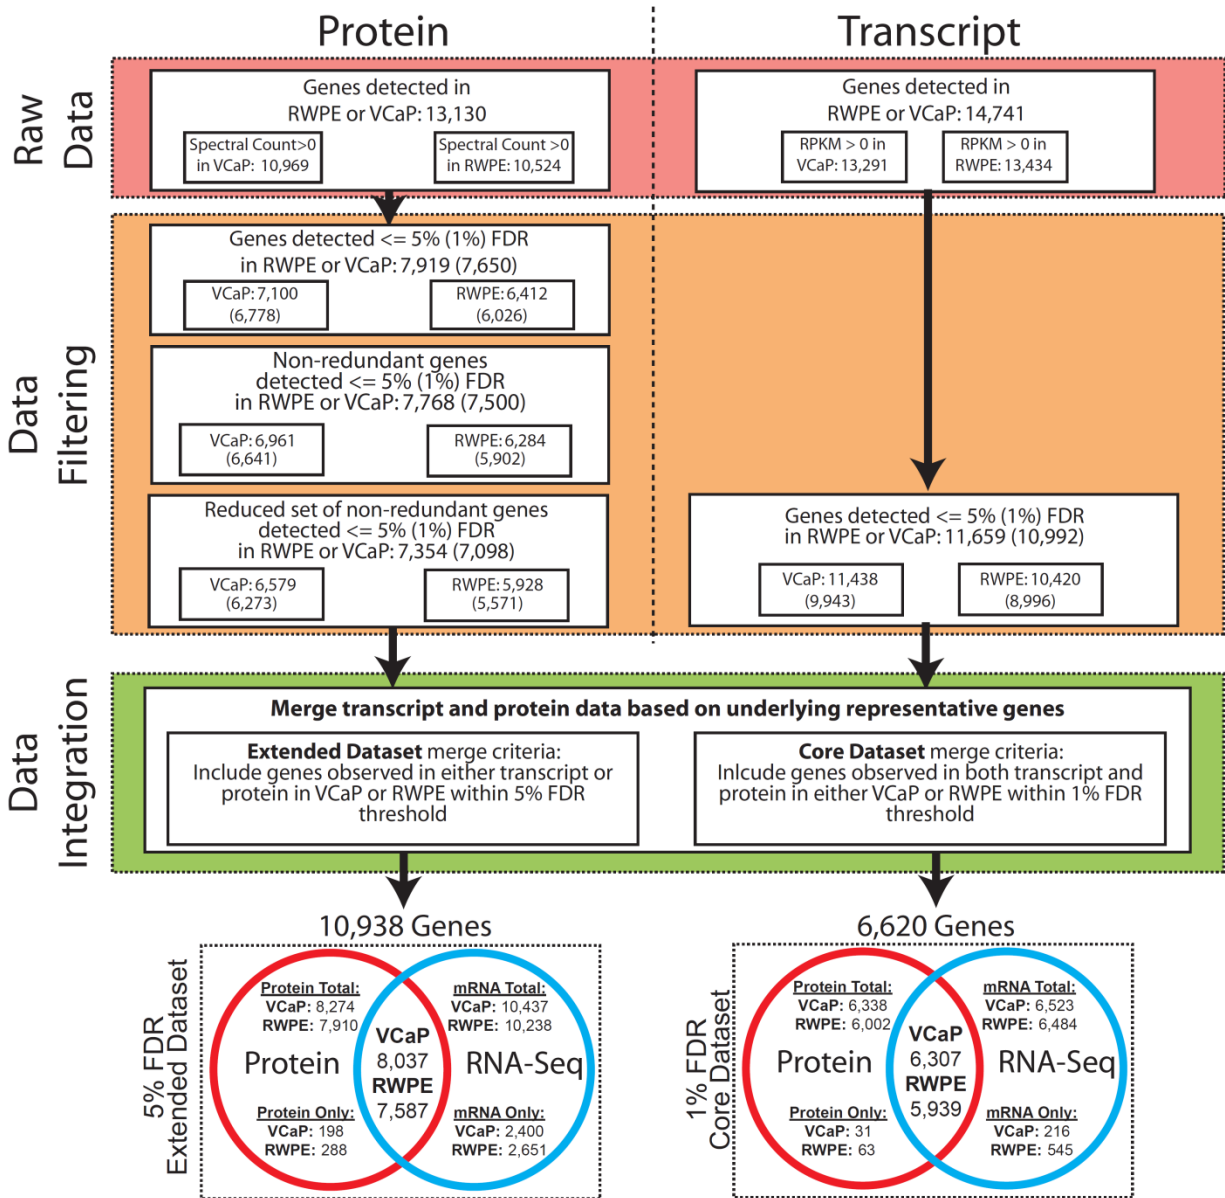 Protein
Transcript
Raw
Data
Genes detected in
RWPE or VCaP: 13,130
Spectral Count>0
in VCaP: 10,969
Spectral Count >0
in RWPE: 10,524
Genes detected in
RWPE or VCaP: 14,741
RPKM > 0 in
VCaP: 13,291
RPKM > 0 in
RWPE: 13,434
Data
Filtering
Genes detected <= 5% (1%) FDR
in RWPE or VCaP: 7,919 (7,650)
VCaP: 7,100
(6,778)
RWPE: 6,412
(6,026)
Non-redundant genes
detected <= 5% (1%) FDR
in RWPE or VCaP: 7,768 (7,500)
VCaP: 6,961
(6,641)
RWPE: 6,284
(5,902)
Reduced set of non-redundant genes
detected <= 5% (1%) FDR
in RWPE or VCaP: 7,354 (7,098)
VCaP: 6,579
(6,273)
RWPE: 5,928
(5,571)
Genes detected <= 5% (1%) FDR
in RWPE or VCaP: 11,659 (10,992)
VCaP: 11,438
(9,943)
RWPE: 10,420
(8,996)
Data
Integration
Merge transcript and protein data based on underlying representative genes
Extended Dataset merge criteria:
Include genes observed in either transcript or
protein in VCaP or RWPE within 5% FDR
threshold
Core Dataset merge criteria:
Inlcude genes observed in both transcript and
protein in either VCaP or RWPE within 1% FDR
threshold
10,938 Genes
5% FDR
Extended Dataset
Protein Total:
VCaP: 8,274
RWPE: 7,910
mRNA Total:
VCaP: 10,437
RWPE: 10,238
VCaP
8,037
RWPE
7,587
Protein
RNA-Seq
Protein Only:
VCaP: 198
RWPE: 288
mRNA Only:
VCaP: 2,400
RWPE: 2,651
6,620 Genes
1% FDR
Core Dataset
Protein Total:
VCaP: 6,338
RWPE: 6,002
mRNA Total:
VCaP: 6,523
RWPE: 6,484
VCaP
6,307
RWPE
5,939
Protein
RNA-Seq
Protein Only:
VCaP: 31
RWPE: 63
mRNA Only:
VCaP: 216
RWPE: 545